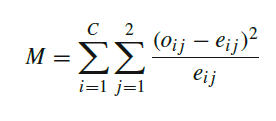 M = \sum_{i=1}^{C} \sum_{j=1}^{2} \frac{(o_{ij} - e_{ij})^2}{e_{ij}}